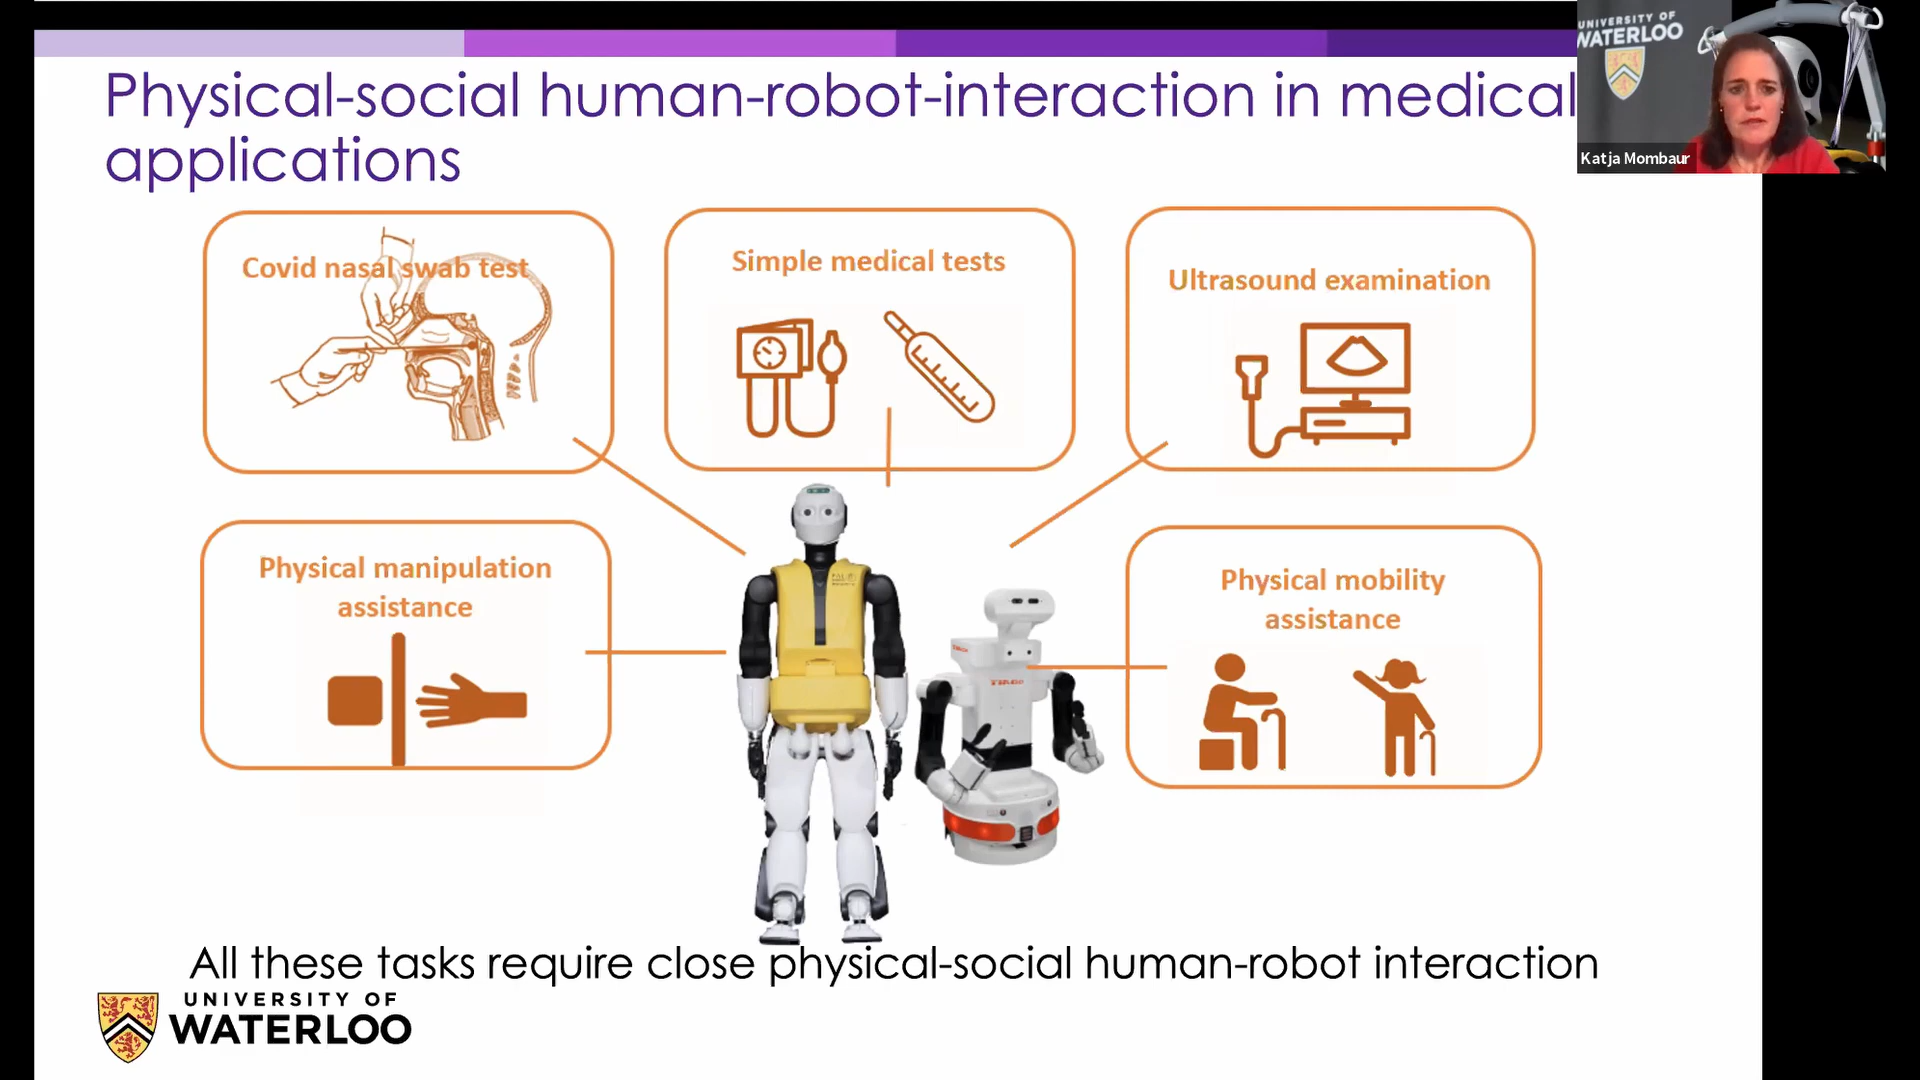 Physical-social human-robot-interaction in medical
applications
UNIVERSITY OF
WATERLOO
Katja Mombaur
Covid nasal swab test
Simple medical tests
Ultrasound examination
Physical manipulation
assistance
Physical mobility
assistance
TIAGo
All these tasks require close physical-social human-robot interaction
UNIVERSITY OF
WATERLOO